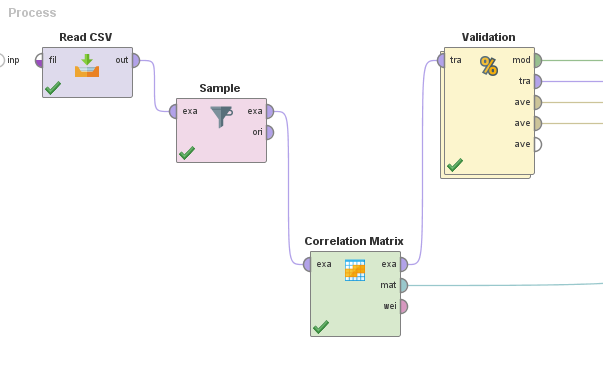 Process
Read CSV
inp
fil
out
Sample
exa
exa
ori
Correlation Matrix
exa
exa
mat
wei
Validation
tra
mod
tra
ave
ave
ave